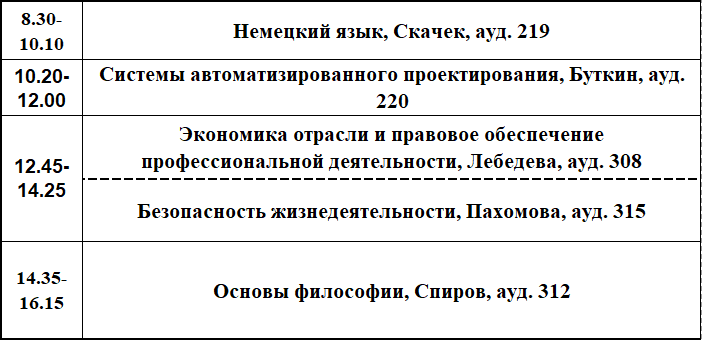 8.30-
10.10
Немецкий язык, Скачек, ауд. 219
10.20-
12.00
Системы автоматизированного проектирования, Буткин, ауд.
220
12.45-
14.25
Экономика отрасли и правовое обеспечение
профессиональной деятельности, Лебедева, ауд. 308
Безопасность жизнедеятельности, Пахомова, ауд. 315
14.35-
16.15
Основы философии, Спиров, ауд. 312